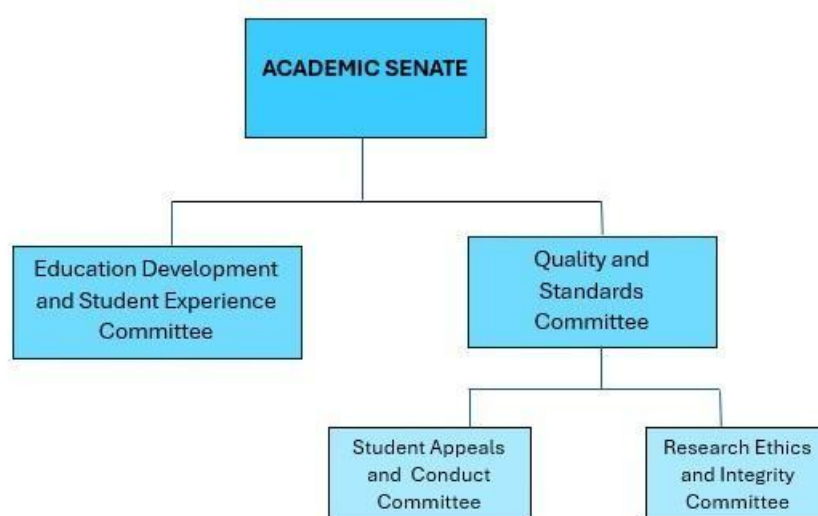 ACADEMIC SENATE
Education Development
and Student Experience
Committee
Quality and
Standards
Committee
Student Appeals
and Conduct
Committee
Research Ethics
and Integrity
Committee